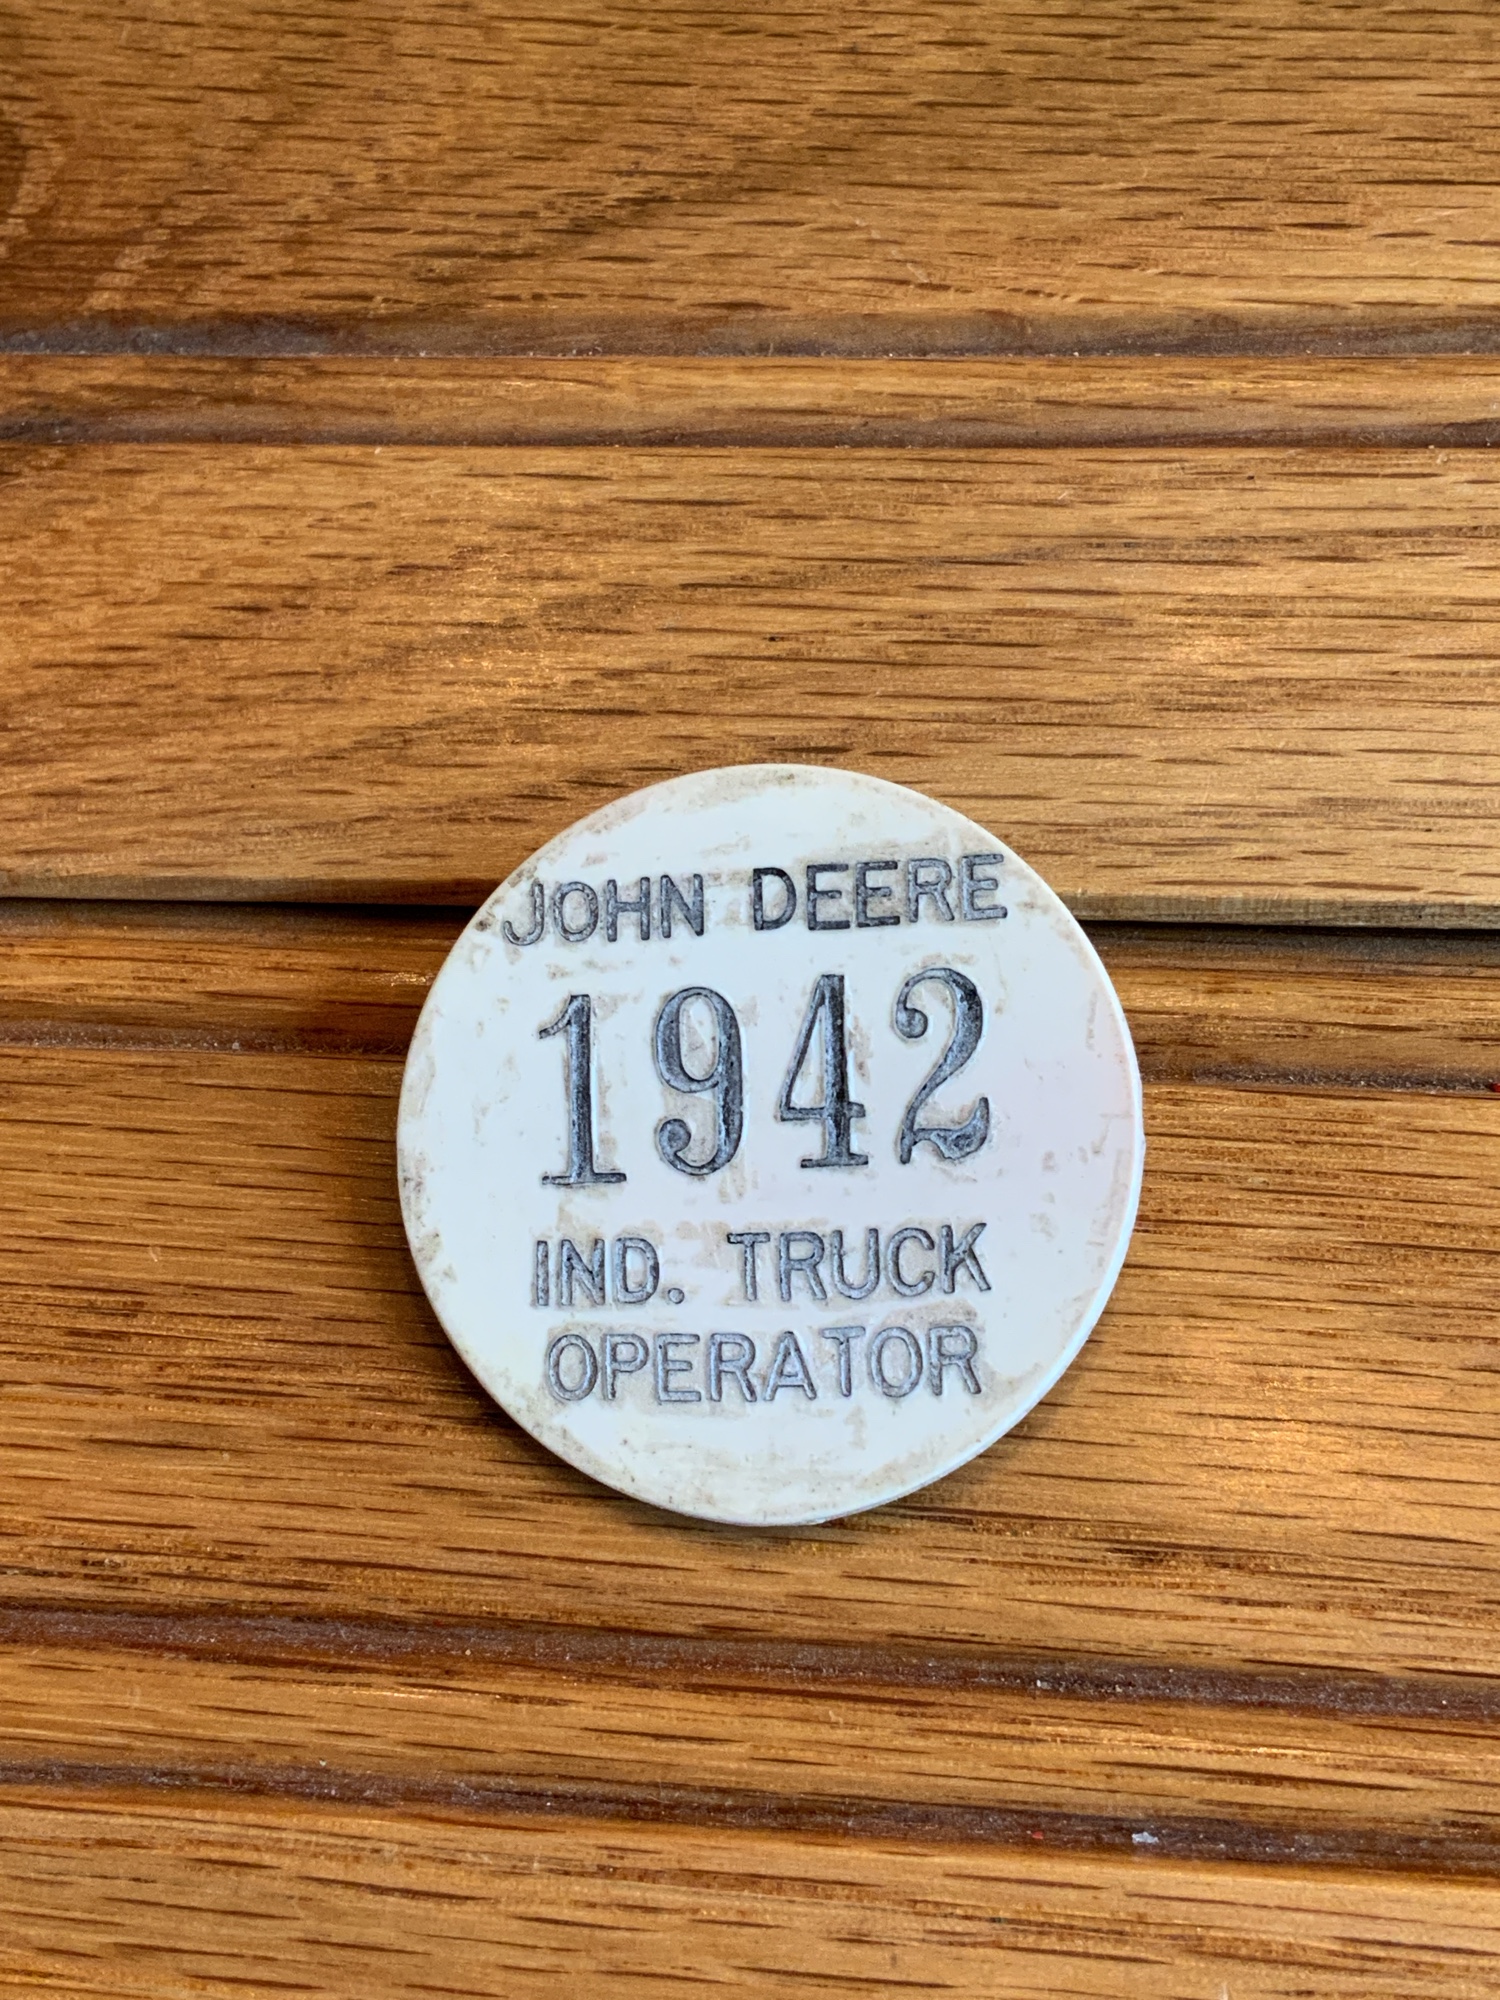 JOHN DEERE
1942
IND. TRUCK
OPERATOR